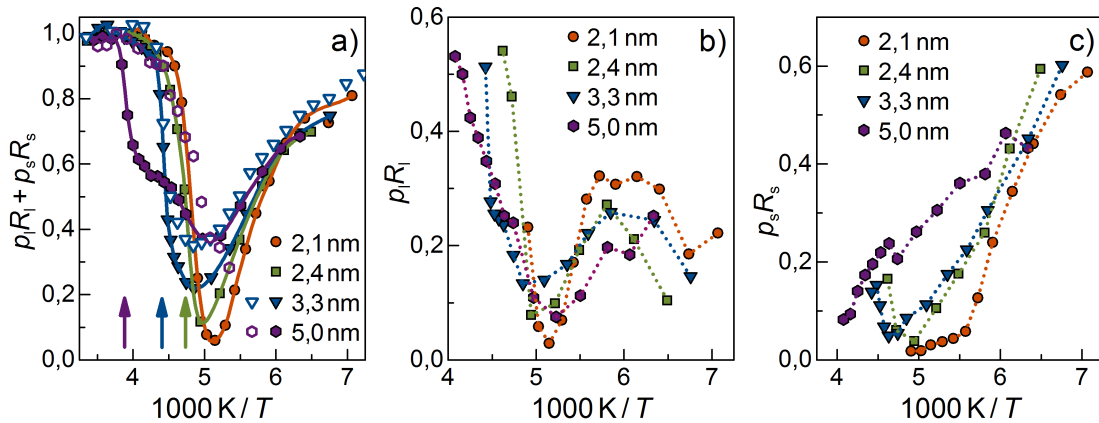 a)
1,0
0,8
0,6
0,4
0,2
0,0
p_l R_l + p_s R_s
2,1 nm
2,4 nm
3,3 nm
5,0 nm
4 5 6 7
1000 K / T
b)
0,6
0,4
0,2
0,0
p_l R_l
2,1 nm
2,4 nm
3,3 nm
5,0 nm
4 5 6 7
1000 K / T
c)
0,6
0,4
0,2
0,0
p_s R_s
2,1 nm
2,4 nm
3,3 nm
5,0 nm
4 5 6 7
1000 K / T